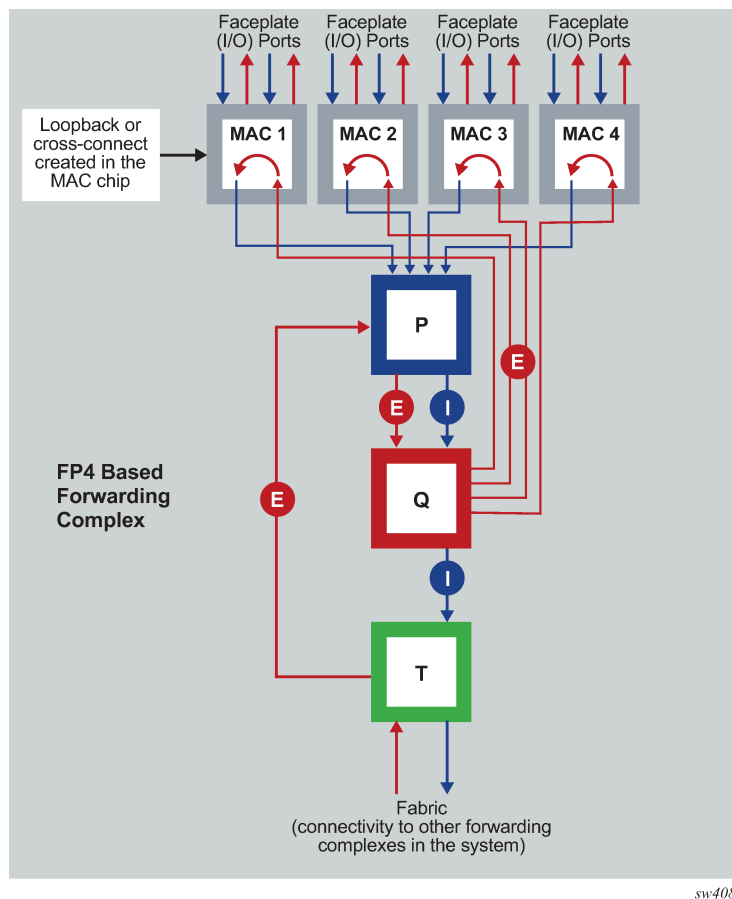 Faceplate
(I/O) Ports
Faceplate
(I/O) Ports
Faceplate
(I/O) Ports
Faceplate
(I/O) Ports
Loopback or
cross-connect
created in the
MAC chip
MAC 1
MAC 2
MAC 3
MAC 4
P
E
E
I
FP4 Based
Forwarding
Complex
E
Q
I
T
Fabric
(connectivity to other forwarding
complexes in the system)
sw408